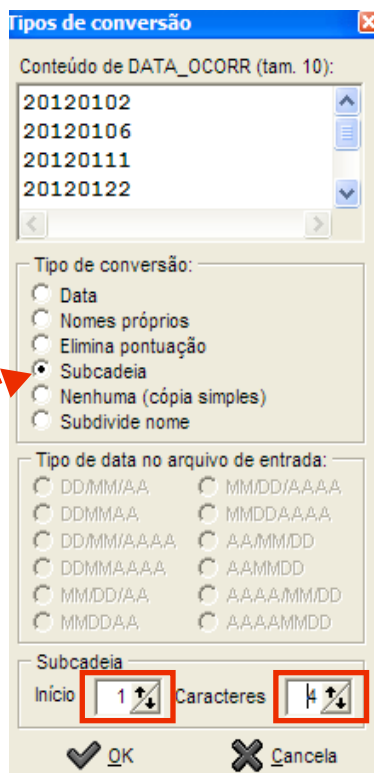 Tipos de conversão
Conteúdo de DATA_OCORR (tam. 10):
20120102
20120106
20120111
20120122
Tipo de conversão:
Data
Nomes próprios
Elimina pontuação
Subcadeia
Nenhuma (cópia simples)
Subdivide nome
Tipo de data no arquivo de entrada:
DD/MM/AA MM/DD/AAAA
DDMMAA MMDDAAAA
DD/MM/AAAA AA/MM/DD
DDMMAAAA AAMMDD
MM/DD/AA AAAA/MM/DD
MMDDAA AAAAMMDD
Subcadeia
Início 1 Caracteres 4
OK Cancela